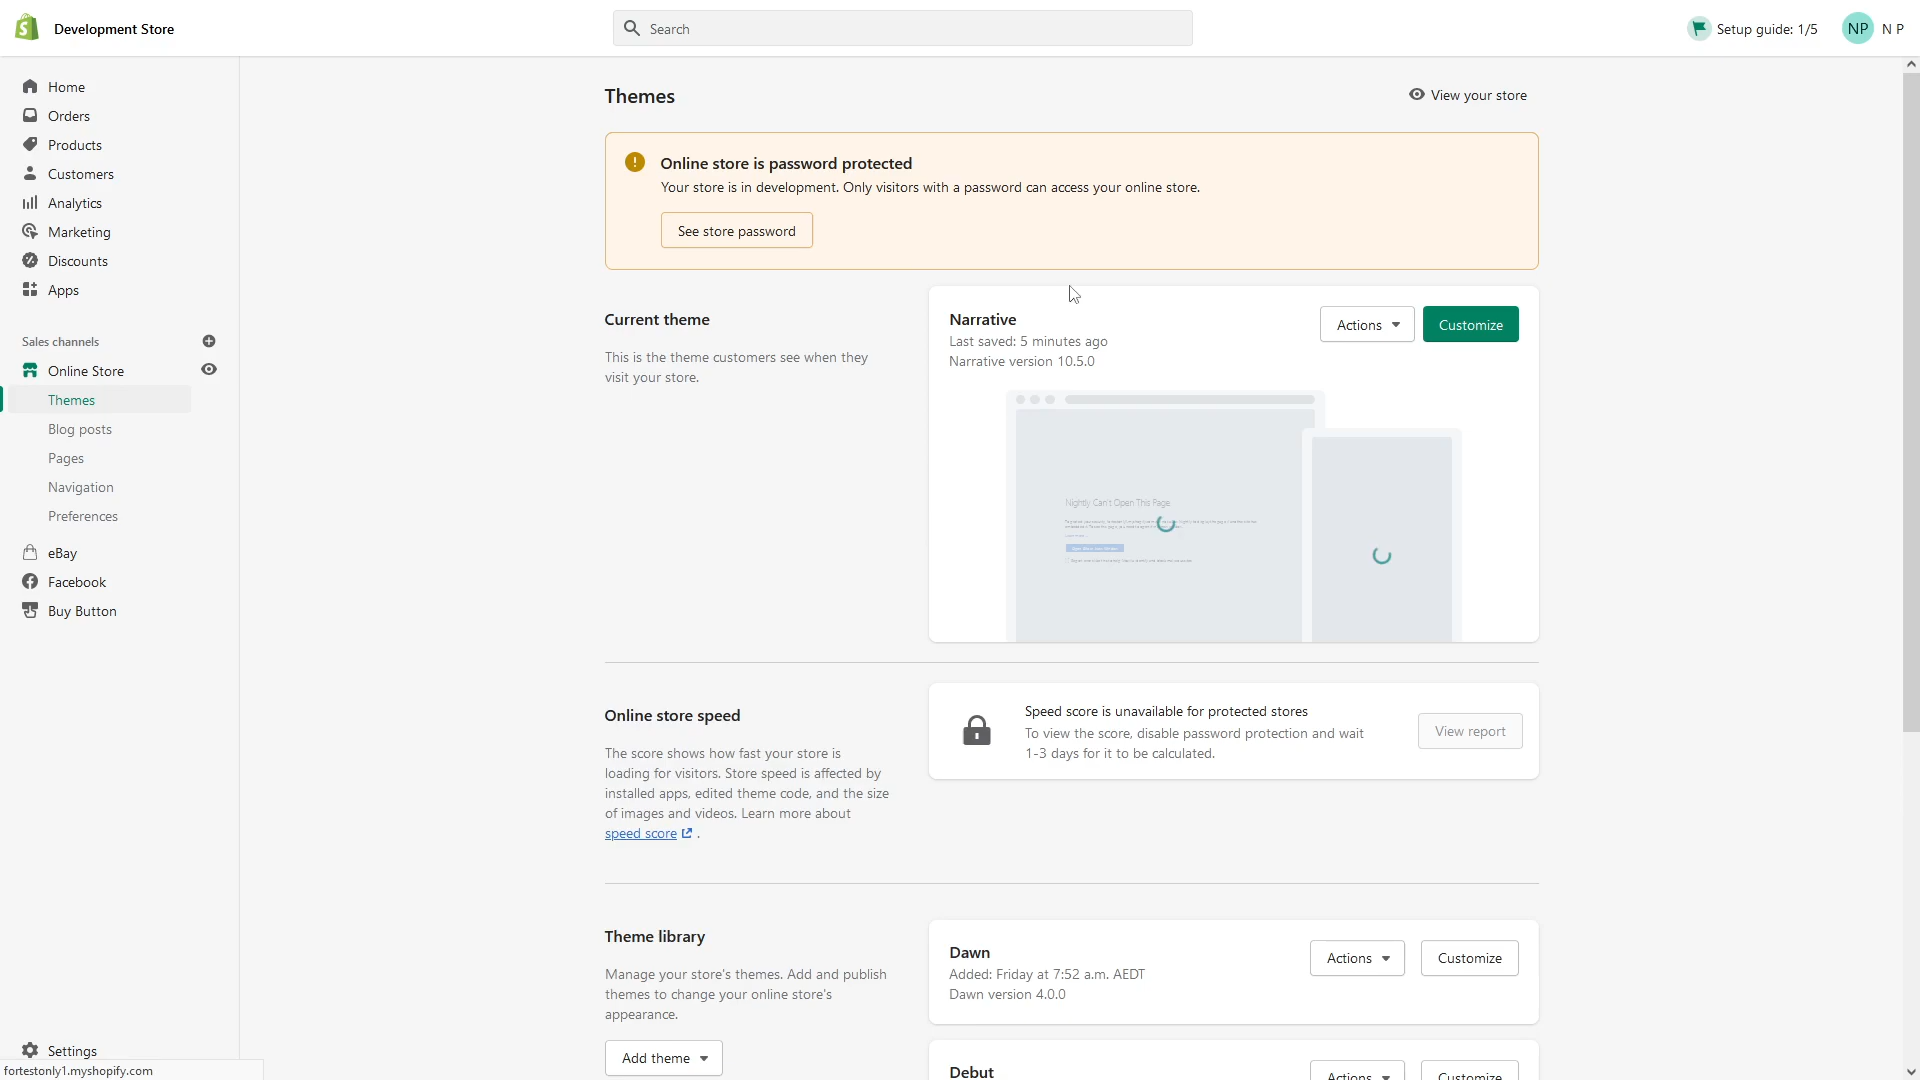 Development Store
Search
Setup guide: 1/5
NP
N P
Home
Orders
Products
Customers
Analytics
Marketing
Discounts
Apps
Sales channels
Online Store
Themes
Blog posts
Pages
Navigation
Preferences
eBay
Facebook
Buy Button
Settings
fortestonly1.myshopify.com
Themes
View your store
Online store is password protected
Your store is in development. Only visitors with a password can access your online store.
See store password
Current theme
This is the theme customers see when they
visit your store.
Narrative
Last saved: 5 minutes ago
Narrative version 10.5.0
Actions
Customize
Nightly Can't Open This Page
Online store speed
The score shows how fast your store is
loading for visitors. Store speed is affected by
installed apps, edited theme code, and the size
of images and videos. Learn more about
speed score .
Speed score is unavailable for protected stores
To view the score, disable password protection and wait
1-3 days for it to be calculated.
View report
Theme library
Manage your store's themes. Add and publish
themes to change your online store's
appearance.
Add theme
Dawn
Added: Friday at 7:52 a.m. AEDT
Dawn version 4.0.0
Actions
Customize
Debut
Actions
Customize